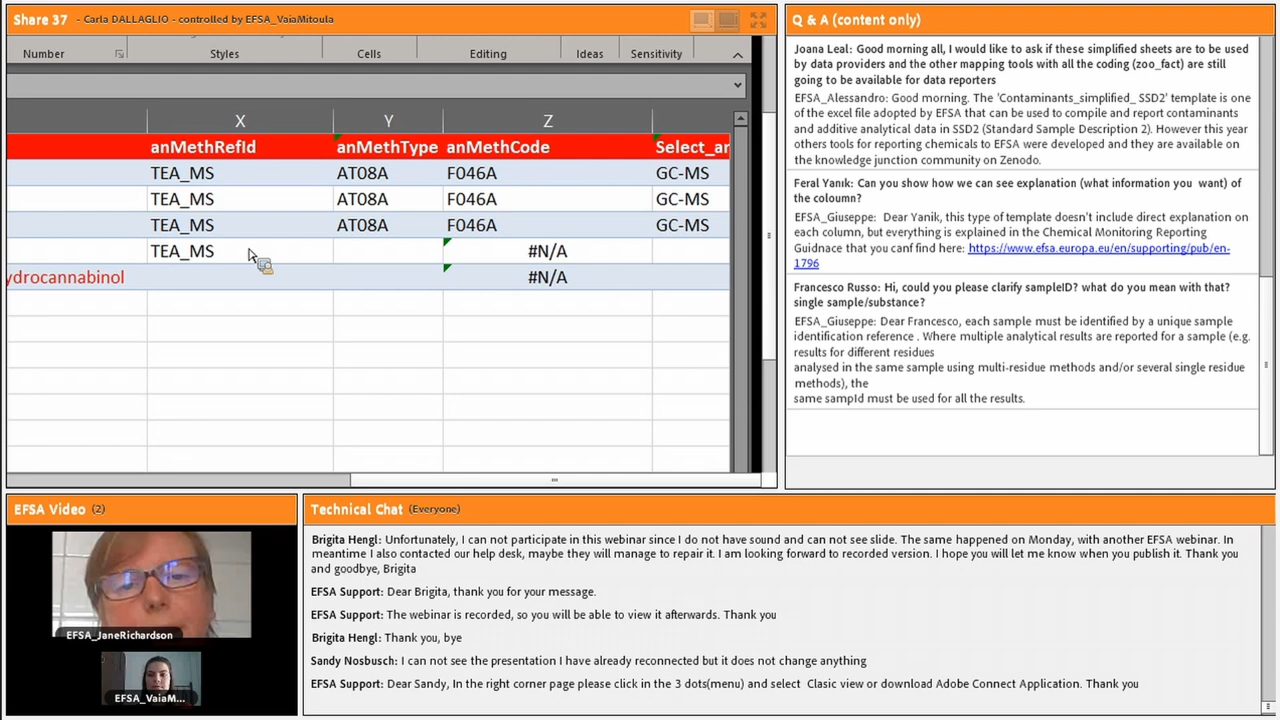 Share 37 - Carla DALLAGLIO - controlled by EFSA_VaiaMitoula
Number Styles Cells Editing Ideas Sensitivity
X Y Z
anMethRefId anMethType anMethCode Select_ar
TEA_MS AT08A F046A GC-MS
TEA_MS AT08A F046A GC-MS
TEA_MS AT08A F046A GC-MS
TEA_MS #N/A
ydrocannabinol #N/A
Q & A (content only)
Joana Leal: Good morning all, I would like to ask if these simplified sheets are to be used
by data providers and the other mapping tools with all the coding (zoo_fact) are still
going to be available for data reporters
EFSA_Alessandro: Good morning. The 'Contaminants_simplified_ SSD2' template is one
of the excel file adopted by EFSA that can be used to compile and report contaminants
and additive analytical data in SSD2 (Standard Sample Description 2). However this year
others tools for reporting chemicals to EFSA were developed and they are available on
the knowledge junction community on Zenodo.
Feral Yanık: Can you show how we can see explanation (what information you want) of
the coloumn?
EFSA_Giuseppe: Dear Yanik, this type of template doesn't include direct explanation on
each column, but everything is explained in the Chemical Monitoring Reporting
Guidnace that you canf find here: https://www.efsa.europa.eu/en/supporting/pub/en-
1796
Francesco Russo: Hi, could you please clarify sampleID? what do you mean with that?
single sample/substance?
EFSA_Giuseppe: Dear Francesco, each sample must be identified by a unique sample
identification reference . Where multiple analytical results are reported for a sample (e.g.
results for different residues
analysed in the same sample using multi-residue methods and/or several single residue
methods), the
same sampId must be used for all the results.
EFSA Video (2)
EFSA_JaneRichardson
EFSA_VaiaM...
Technical Chat (Everyone)
Brigita Hengl: Unfortunately, I can not participate in this webinar since I do not have sound and can not see slide. The same happened on Monday, with another EFSA webinar. In
meantime I also contacted our help desk, maybe they will manage to repair it. I am looking forward to recorded version. I hope you will let me know when you publish it. Thank you
and goodbye, Brigita
EFSA Support: Dear Brigita, thank you for your message.
EFSA Support: The webinar is recorded, so you will be able to view it afterwards. Thank you
Brigita Hengl: Thank you, bye
Sandy Nosbusch: I can not see the presentation I have already reconnected but it does not change anything
EFSA Support: Dear Sandy, In the right corner page please click in the 3 dots(menu) and select Clasic view or download Adobe Connect Application. Thank you